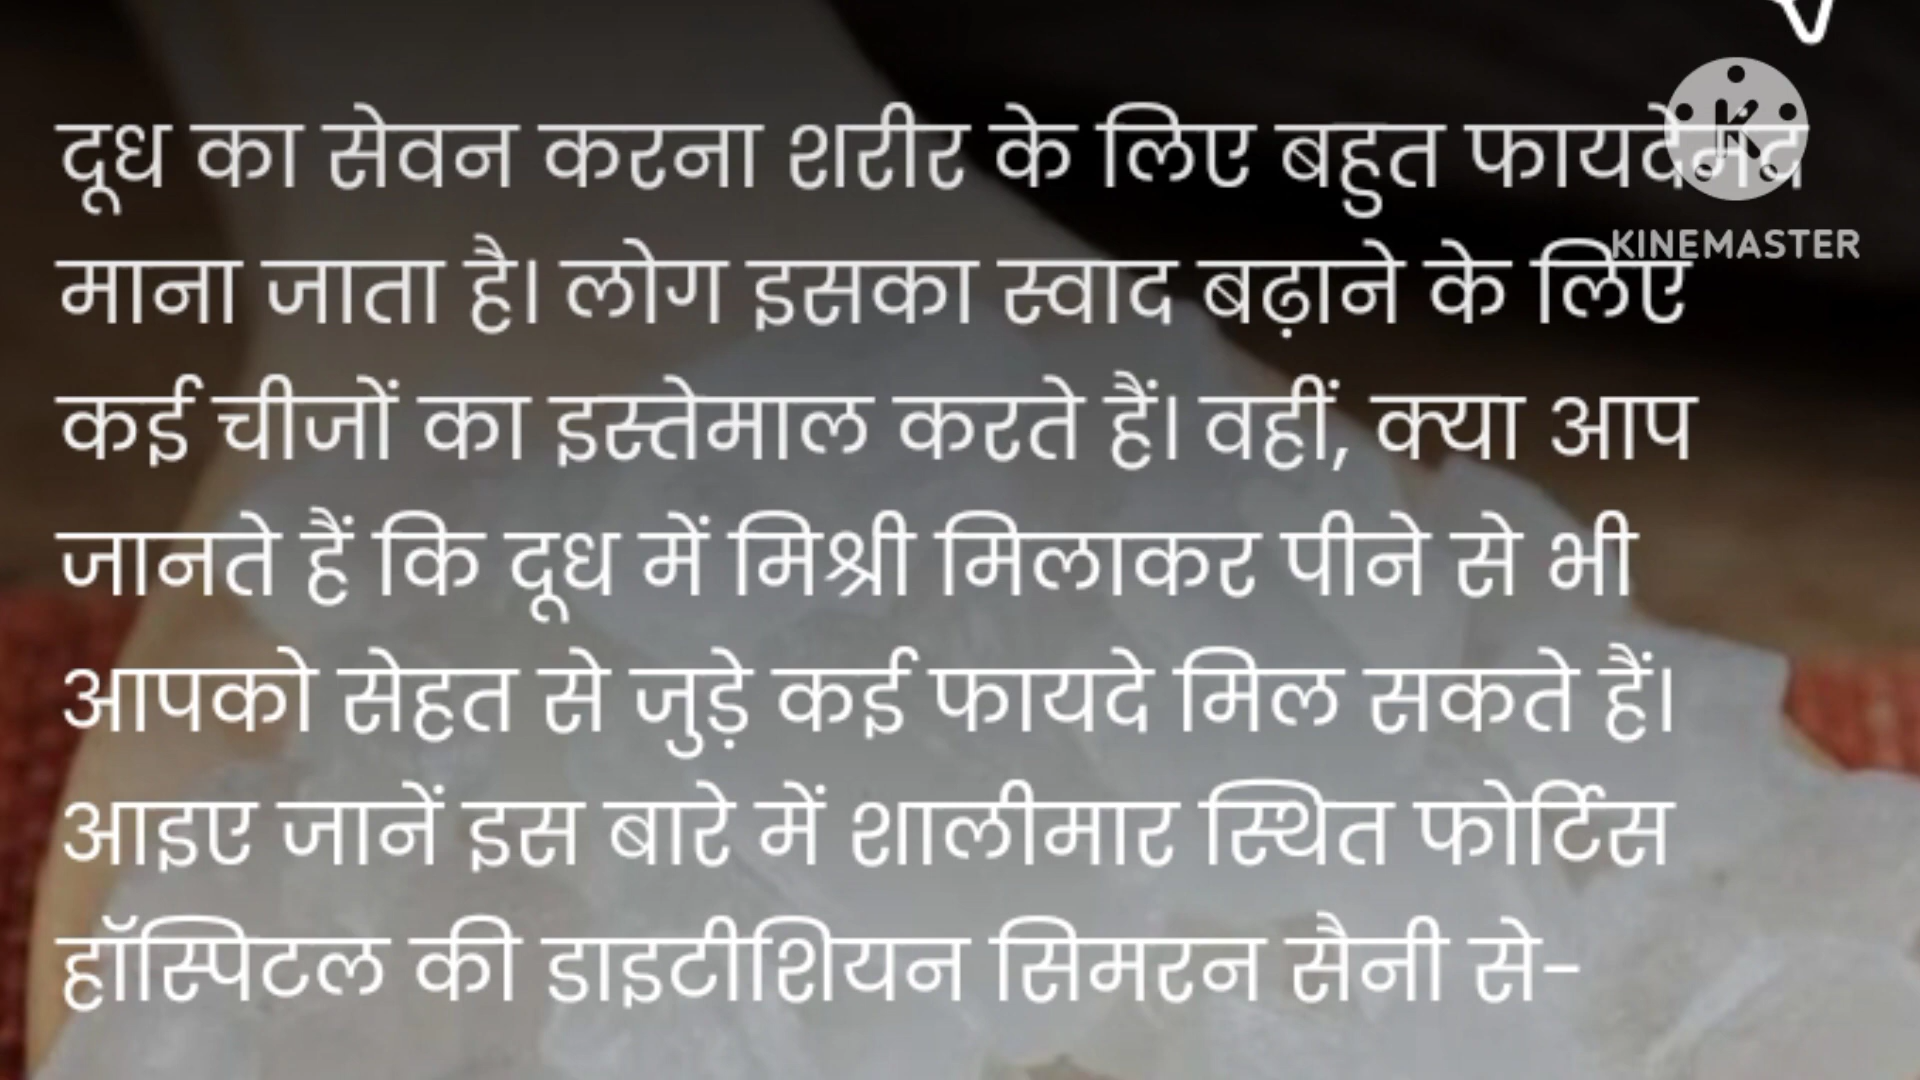 दूध का सेवन करना शरीर के लिए बहुत फायदेमंद
माना जाता है। लोग इसका स्वाद बढ़ाने के लिए
कई चीजों का इस्तेमाल करते हैं। वहीं, क्या आप
जानते हैं कि दूध में मिश्री मिलाकर पीने से भी
आपको सेहत से जुड़े कई फायदे मिल सकते हैं।
आइए जानें इस बारे में शालीमार स्थित फोर्टिस
हॉस्पिटल की डाइटीशियन सिमरन सैनी से-
KINEMASTER